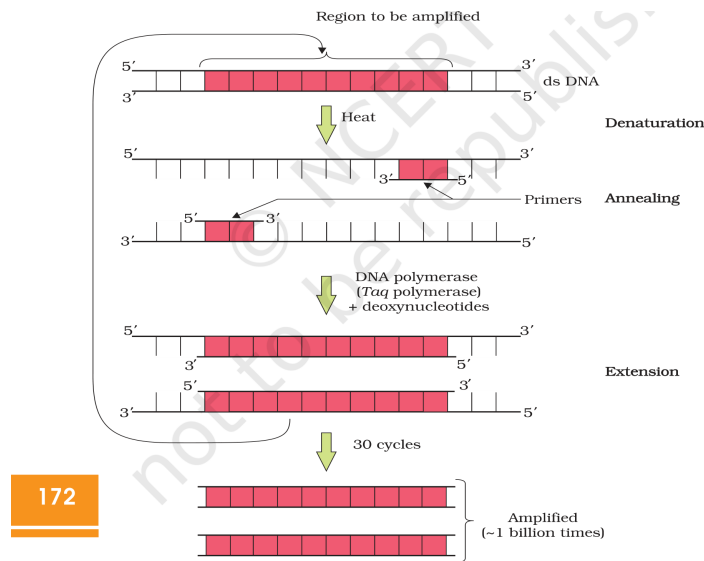 Region to be amplified
5′ 3′
ds DNA
3′ 5′
Heat
Denaturation
5′ 3′
3′ 5′
Primers
Annealing
5′ 3′
3′ 5′
DNA polymerase
(Taq polymerase)
+ deoxynucleotides
5′ 3′
3′ 5′
Extension
5′ 3′
3′ 5′
30 cycles
172
Amplified
(~1 billion times)
© NCERT
not to be republis